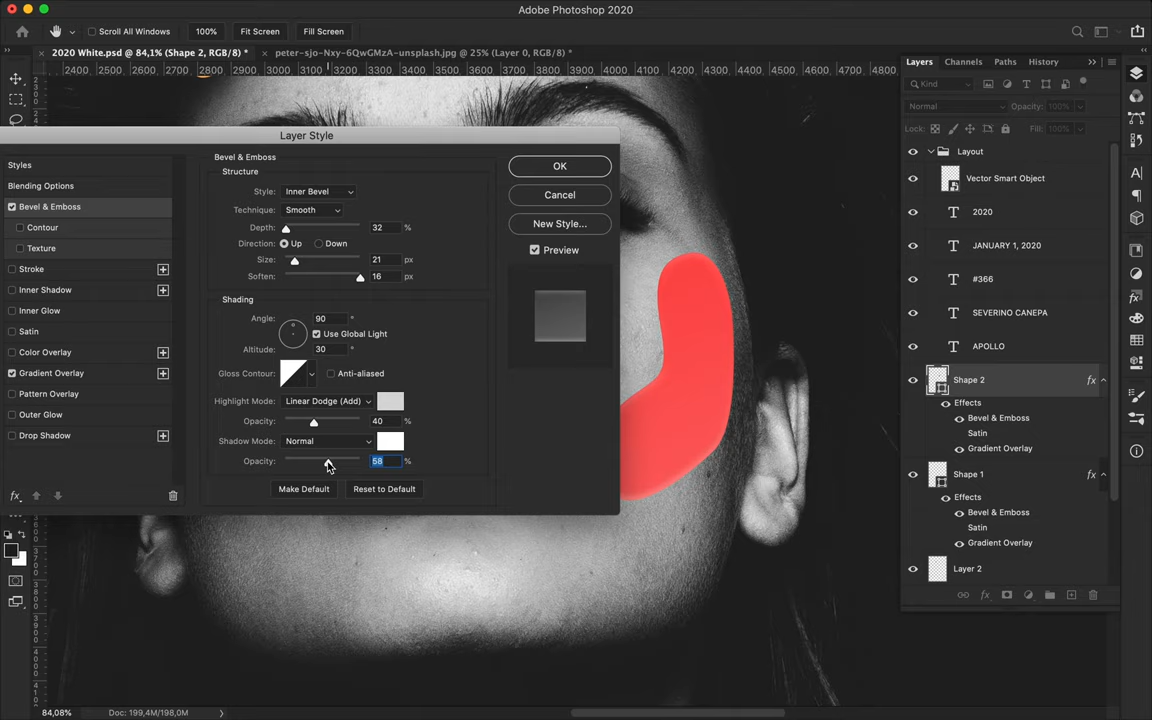 Adobe Photoshop 2020
Scroll All Windows 100% Fit Screen Fill Screen
2020 White.psd @ 84,1% (Shape 2, RGB/8) * peter-sjo-Nxy-6QwGMzA-unsplash.jpg @ 25% (Layer 0, RGB/8) *
2400 2500 2600 2700 2800 2900 3000 3100 3200 3300 3400 3500 3600 3700 3800 3900 4000 4100 4200 4300 4400 4500 4600 4700 4800
Layers Channels Paths History
Kind
Normal Opacity: 100%
Lock: Fill: 100%
Layout
Vector Smart Object
2020
JANUARY 1, 2020
#366
SEVERINO CANEPA
APOLLO
Shape 2 fx
Effects
Bevel & Emboss
Satin
Gradient Overlay
Shape 1 fx
Effects
Bevel & Emboss
Satin
Gradient Overlay
Layer 2
Layer Style
Styles
Blending Options
Bevel & Emboss
Contour
Texture
Stroke
Inner Shadow
Inner Glow
Satin
Color Overlay
Gradient Overlay
Pattern Overlay
Outer Glow
Drop Shadow
fx
Bevel & Emboss
Structure
Style: Inner Bevel
Technique: Smooth
Depth: 32 %
Direction: Up Down
Size: 21 px
Soften: 16 px
Shading
Angle: 90 °
Use Global Light
Altitude: 30 °
Gloss Contour: Anti-aliased
Highlight Mode: Linear Dodge (Add)
Opacity: 40 %
Shadow Mode: Normal
Opacity: 58 %
Make Default Reset to Default
OK
Cancel
New Style...
Preview
84,08% Doc: 199,4M/198,0M